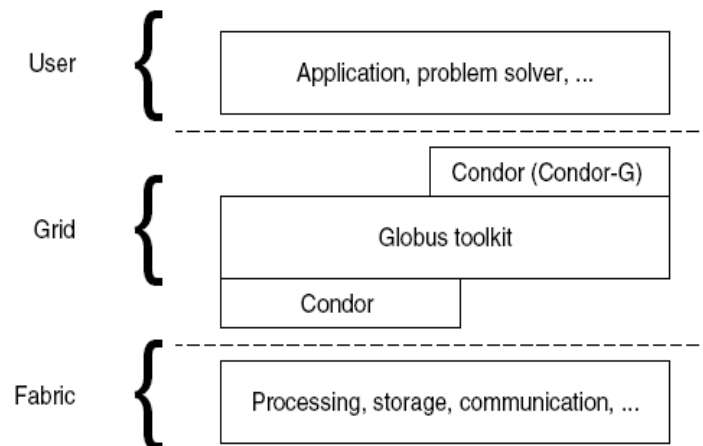 User
Application, problem solver, ...
Condor (Condor-G)
Grid
Globus toolkit
Condor
Fabric
Processing, storage, communication, ...